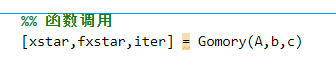 %% 函数调用
[xstar,fxstar,iter] = Gomory(A,b,c)